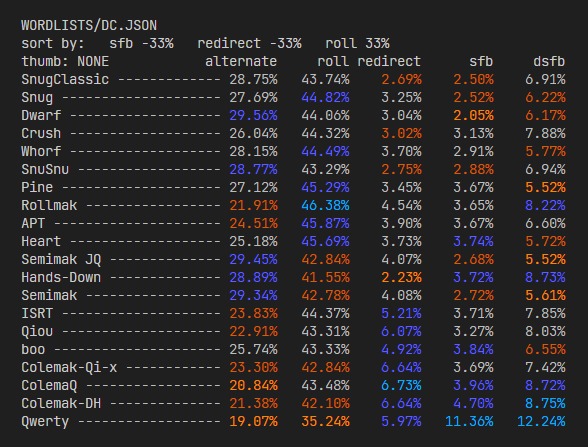 WORDLISTS/DC.JSON
sort by:   sfb -33%   redirect -33%   roll 33%
thumb: NONE            alternate       roll redirect      sfb     dsfb
SnugClassic --------------- 28.75%   43.74%    2.69%    2.50%    6.91%
Snug ---------------------- 27.69%   44.82%    3.25%    2.52%    6.22%
Dwarf --------------------- 29.56%   44.06%    3.04%    2.05%    6.17%
Crush --------------------- 26.04%   44.32%    3.02%    3.13%    7.88%
Whorf --------------------- 28.15%   44.49%    3.70%    2.91%    5.77%
SnuSnu -------------------- 28.77%   43.29%    2.75%    2.88%    6.94%
Pine ---------------------- 27.12%   45.29%    3.45%    3.67%    5.52%
Rollmak ------------------- 21.91%   46.38%    4.54%    3.65%    8.22%
APT ----------------------- 24.51%   45.87%    3.90%    3.67%    6.60%
Heart --------------------- 25.18%   45.69%    3.73%    3.74%    5.72%
Semimak JQ ---------------- 29.45%   42.84%    4.07%    2.68%    5.52%
Hands-Down ---------------- 28.89%   41.55%    2.23%    3.72%    8.73%
Semimak ------------------- 29.34%   42.78%    4.08%    2.72%    5.61%
ISRT ---------------------- 23.83%   44.37%    5.21%    3.71%    7.85%
Qiou ---------------------- 22.91%   43.31%    6.07%    3.27%    8.03%
boo ----------------------- 25.74%   43.33%    4.92%    3.84%    6.55%
Colemak-Qi-x -------------- 23.30%   42.84%    6.64%    3.69%    7.42%
ColemaQ ------------------- 20.84%   43.48%    6.73%    3.96%    8.72%
Colemak-DH ---------------- 21.38%   42.10%    6.64%    4.70%    8.75%
Qwerty -------------------- 19.07%   35.24%    5.97%   11.36%   12.24%